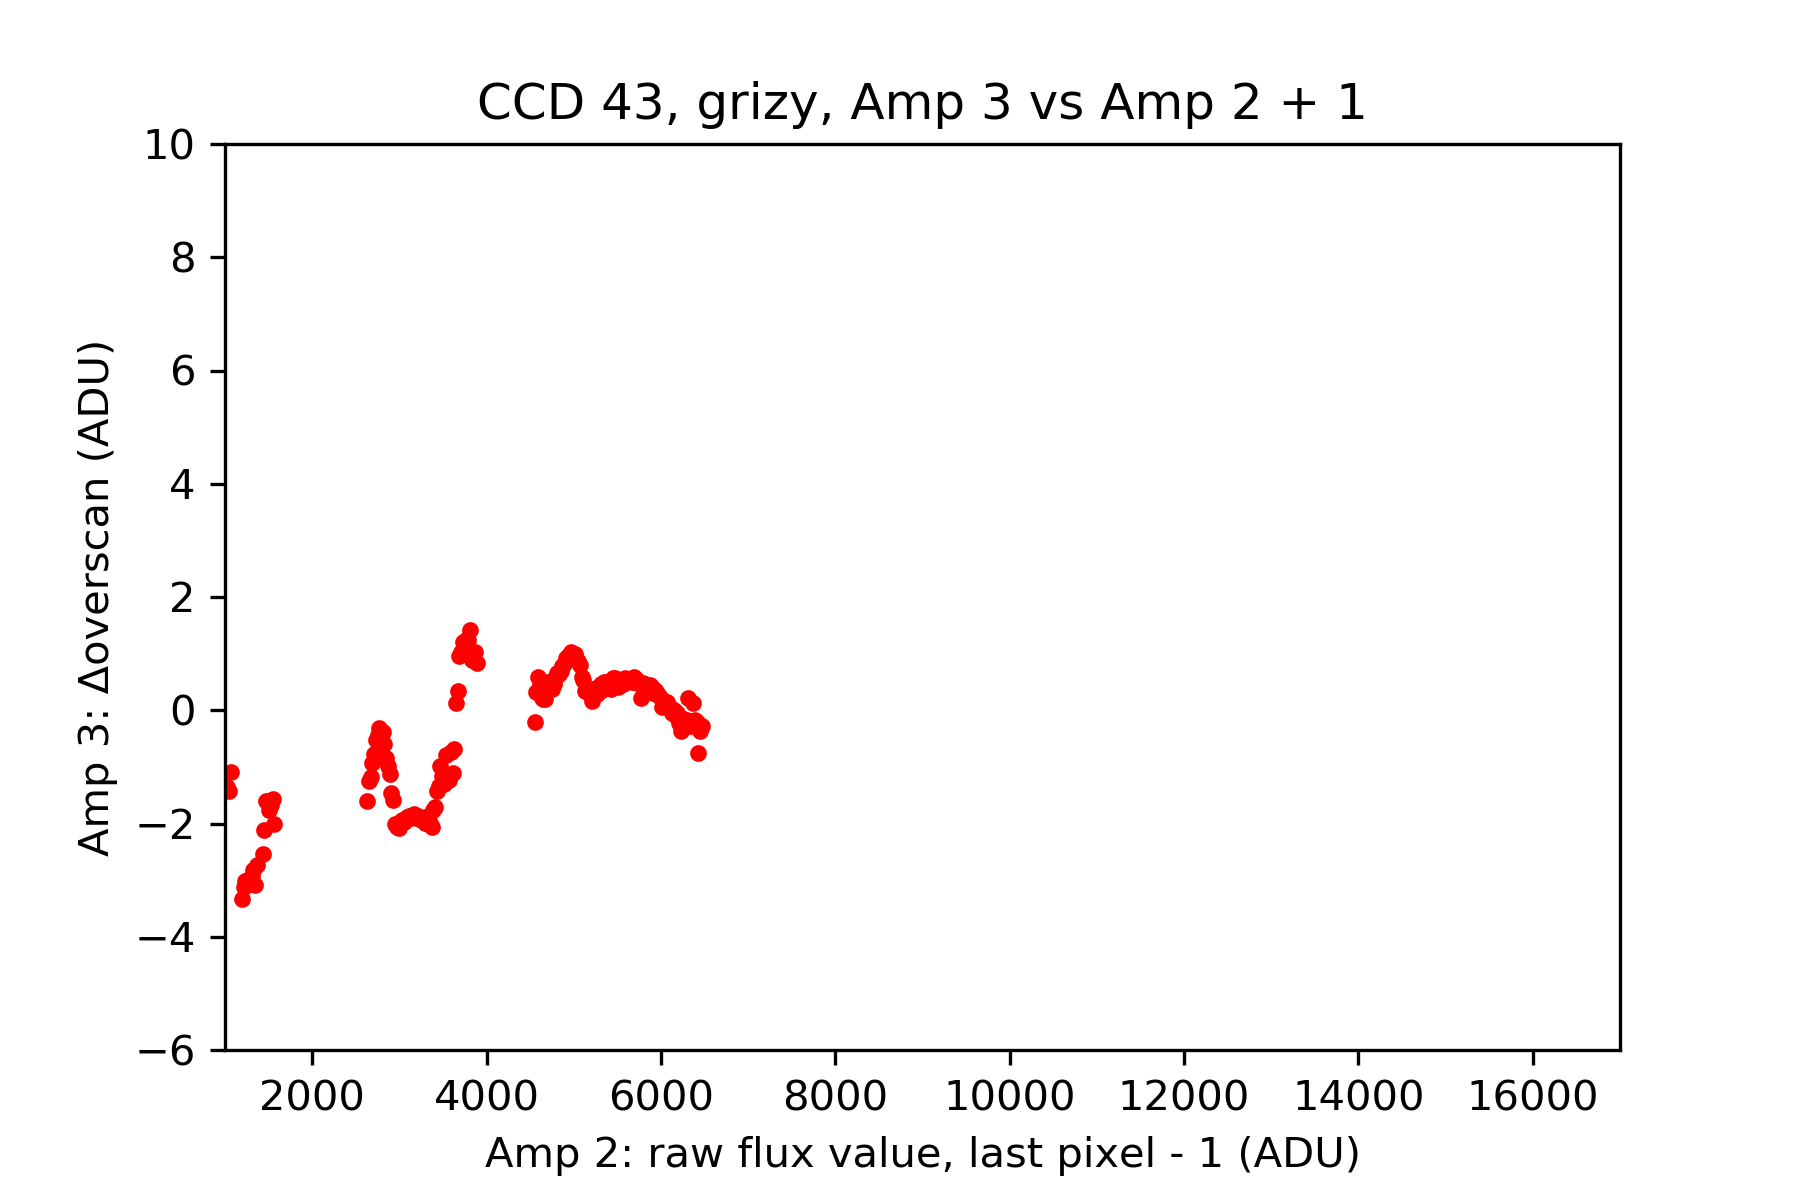 CCD 43, grizy, Amp 3 vs Amp 2 + 1
10
8
6
4
2
0
−2
−4
−6
Amp 3: Δoverscan (ADU)
2000 4000 6000 8000 10000 12000 14000 16000
Amp 2: raw flux value, last pixel - 1 (ADU)